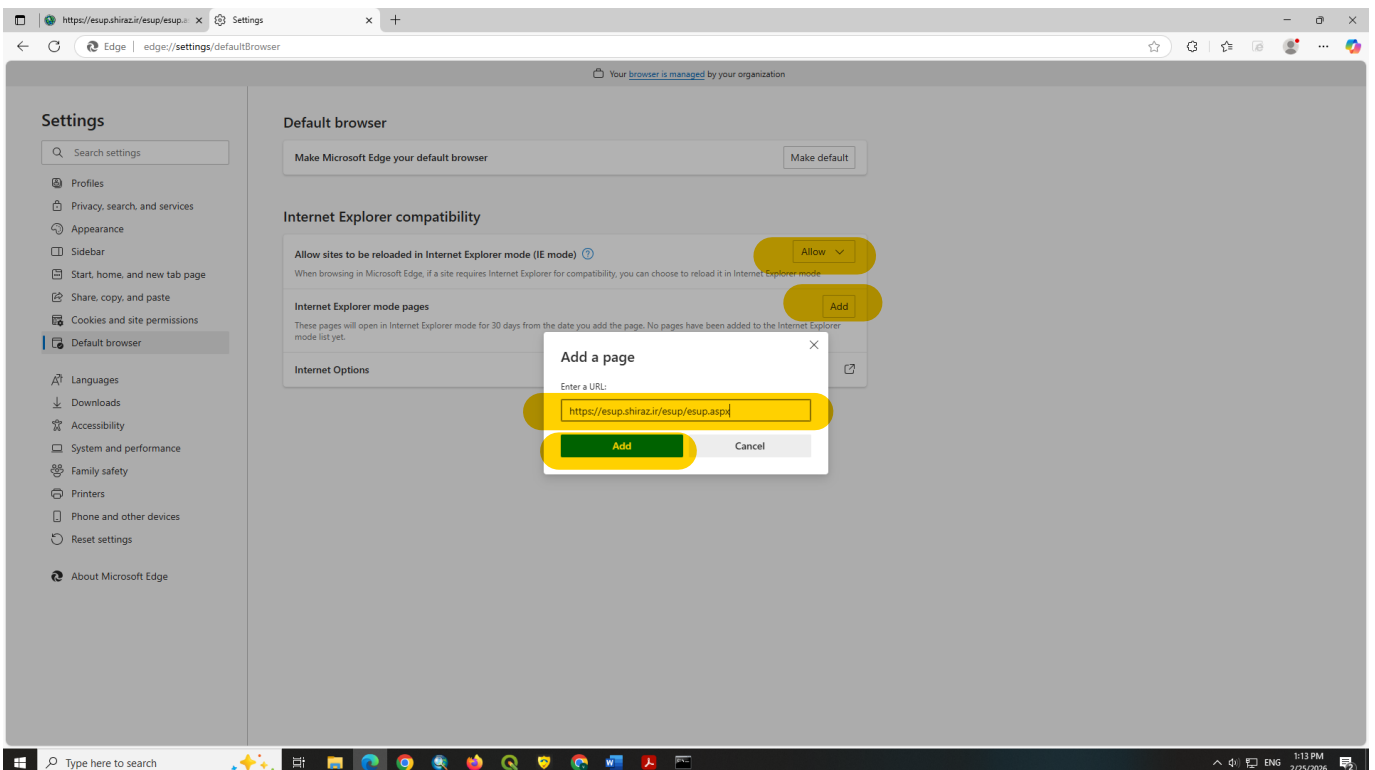 https://esup.shiraz.ir/esup/esup.a
Settings
Edge
edge://settings/defaultBrowser
Your browser is managed by your organization
Settings
Search settings
Profiles
Privacy, search, and services
Appearance
Sidebar
Start, home, and new tab page
Share, copy, and paste
Cookies and site permissions
Default browser
Languages
Downloads
Accessibility
System and performance
Family safety
Printers
Phone and other devices
Reset settings
About Microsoft Edge
Default browser
Make Microsoft Edge your default browser
Make default
Internet Explorer compatibility
Allow sites to be reloaded in Internet Explorer mode (IE mode)
Allow
When browsing in Microsoft Edge, if a site requires Internet Explorer for compatibility, you can choose to reload it in Internet Explorer mode
Internet Explorer mode pages
Add
These pages will open in Internet Explorer mode for 30 days from the date you add the page. No pages have been added to the Internet Explorer
mode list yet.
Internet Options
Add a page
Enter a URL:
https://esup.shiraz.ir/esup/esup.aspx
Add
Cancel
Type here to search
ENG
1:13 PM
2/25/2026